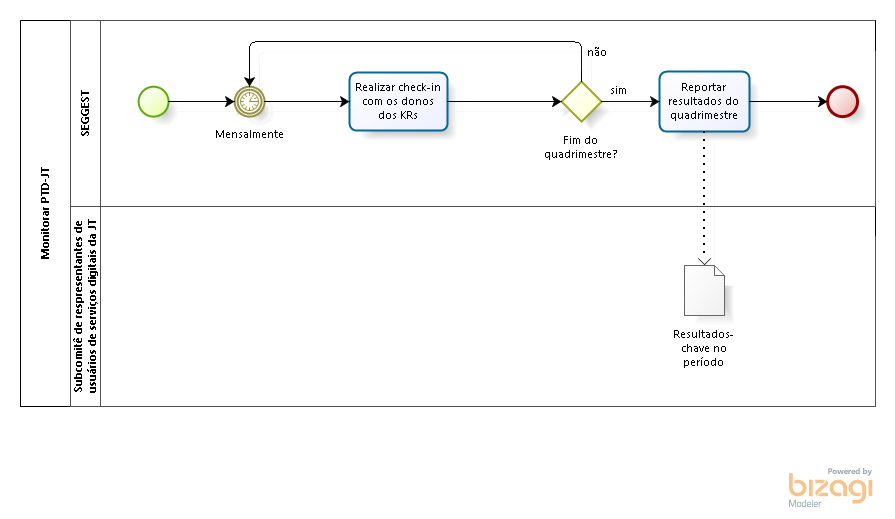 Monitorar PTD-JT
SEGGEST
Mensalmente
Realizar check-in
com os donos
dos KRs
não
Fim do
quadrimestre?
sim
Reportar
resultados do
quadrimestre
Subcomitê de respresentantes de
usuários de serviços digitais da JT
Resultados-
chave no
período
Powered by
bizagi
Modeler